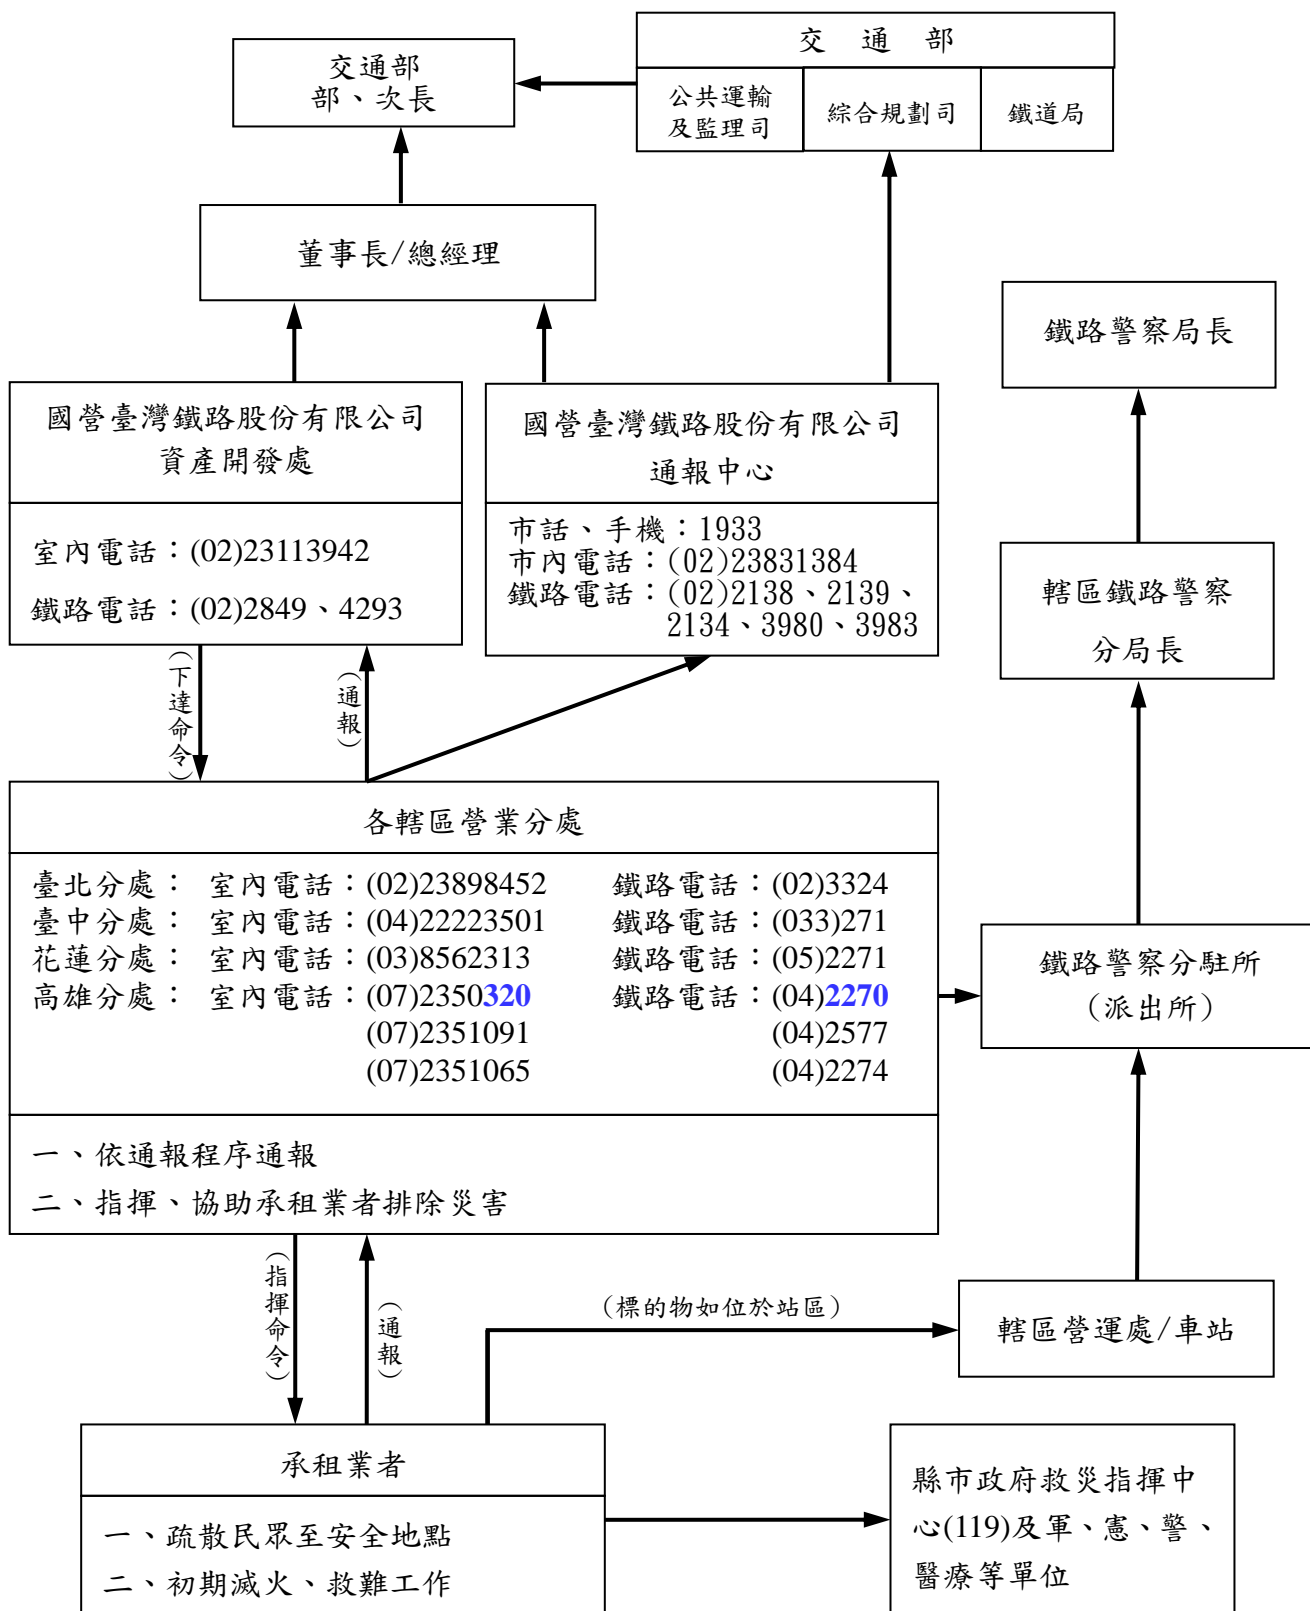 交通部
公共運輸
及監理司
綜合規劃司
鐵道局
交通部
部、次長
董事長/總經理
鐵路警察局長
國營臺灣鐵路股份有限公司
資產開發處
室內電話：(02)23113942
鐵路電話：(02)2849、4293
國營臺灣鐵路股份有限公司
通報中心
市話、手機：1933
市內電話：(02)23831384
鐵路電話：(02)2138、2139、
2134、3980、3983
轄區鐵路警察
分局長
(下達命令)
(通報)
各轄區營業分處
臺北分處： 室內電話：(02)23898452 鐵路電話：(02)3324
臺中分處： 室內電話：(04)22223501 鐵路電話：(033)271
花蓮分處： 室內電話：(03)8562313 鐵路電話：(05)2271
高雄分處： 室內電話：(07)2350320 鐵路電話：(04)2270
(07)2351091 (04)2577
(07)2351065 (04)2274
一、依通報程序通報
二、指揮、協助承租業者排除災害
鐵路警察分駐所
（派出所）
(指揮命令)
(通報)
（標的物如位於站區）
轄區營運處/車站
承租業者
一、疏散民眾至安全地點
二、初期滅火、救難工作
縣市政府救災指揮中
心(119)及軍、憲、警、
醫療等單位